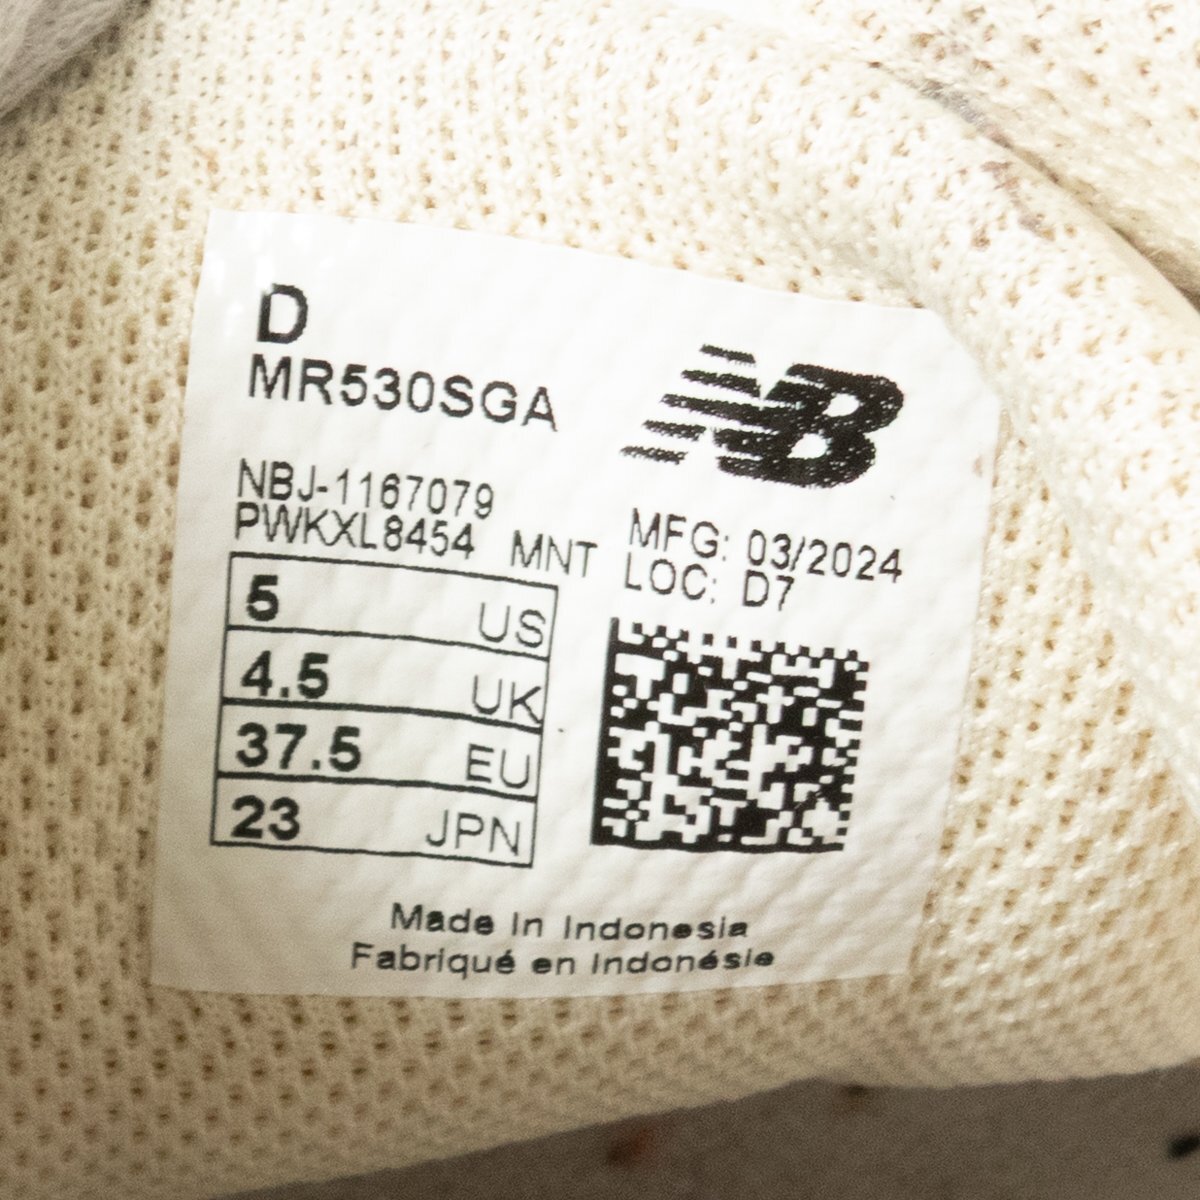 D
MR530SGA
NB
NBJ-1167079
PWKXL8454 MNT
MFG: 03/2024
LOC: D7
5 US
4.5 UK
37.5 EU
23 JPN
Made In Indonesia
Fabriqué en Indonésie